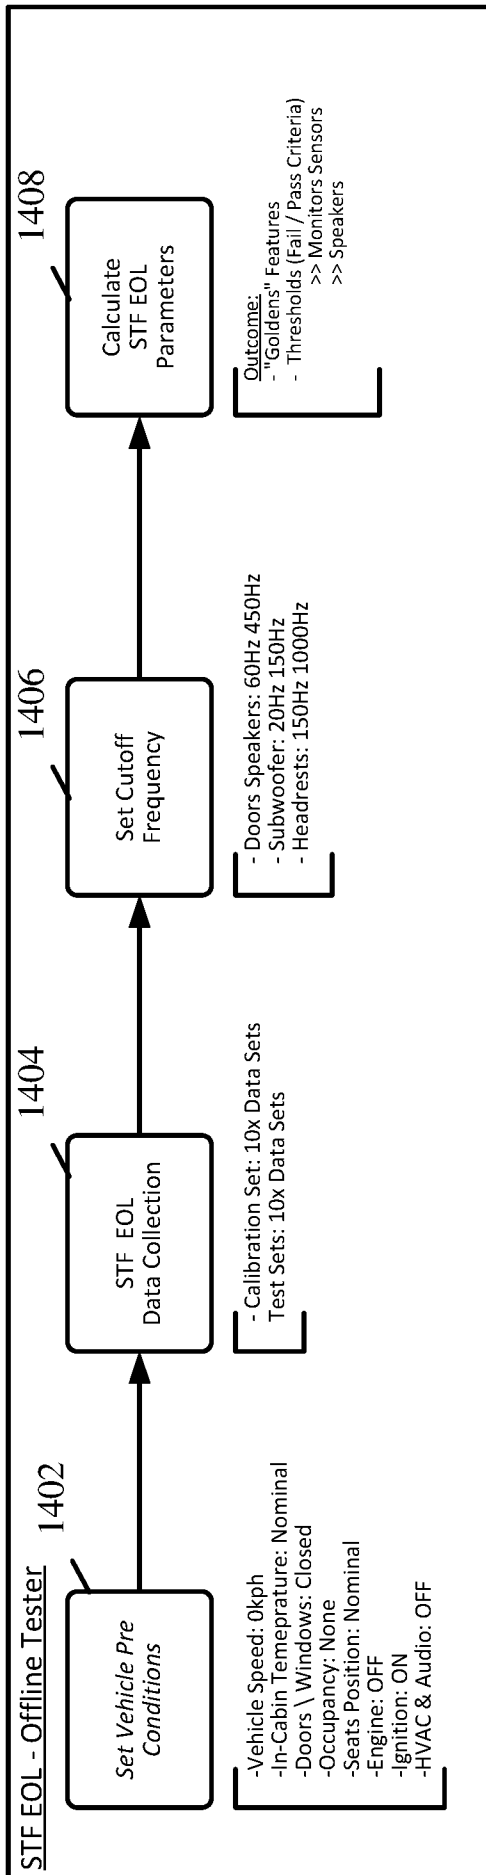 STF EOL - Offline Tester
1402
Set Vehicle Pre
Conditions
-Vehicle Speed: 0kph
-In-Cabin Temeprature: Nominal
-Doors \ Windows: Closed
-Occupancy: None
-Seats Position: Nominal
-Engine: OFF
-Ignition: ON
-HVAC & Audio: OFF
1404
STF EOL
Data Collection
- Calibration Set: 10x Data Sets
Test Sets: 10x Data Sets
1406
Set Cutoff
Frequency
- Doors Speakers: 60Hz 450Hz
- Subwoofer: 20Hz 150Hz
- Headrests: 150Hz 1000Hz
1408
Calculate
STF EOL
Parameters
Outcome:
- "Goldens" Features
- Thresholds (Fail / Pass Criteria)
>> Monitors Sensors
>> Speakers